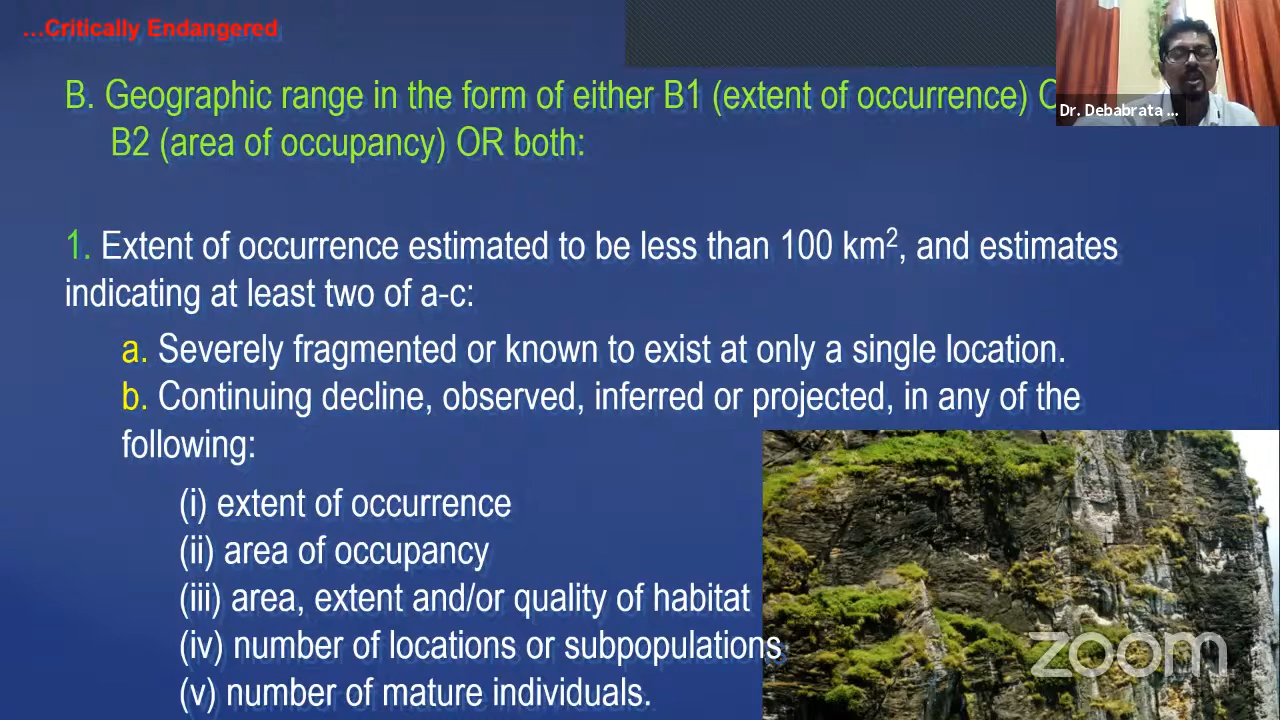 ...Critically Endangered
B. Geographic range in the form of either B1 (extent of occurrence)
B2 (area of occupancy) OR both:
Dr. Debabrata ...
1. Extent of occurrence estimated to be less than 100 km², and estimates
indicating at least two of a-c:
a. Severely fragmented or known to exist at only a single location.
b. Continuing decline, observed, inferred or projected, in any of the
following:
(i) extent of occurrence
(ii) area of occupancy
(iii) area, extent and/or quality of habitat
(iv) number of locations or subpopulations
(v) number of mature individuals.
zoom